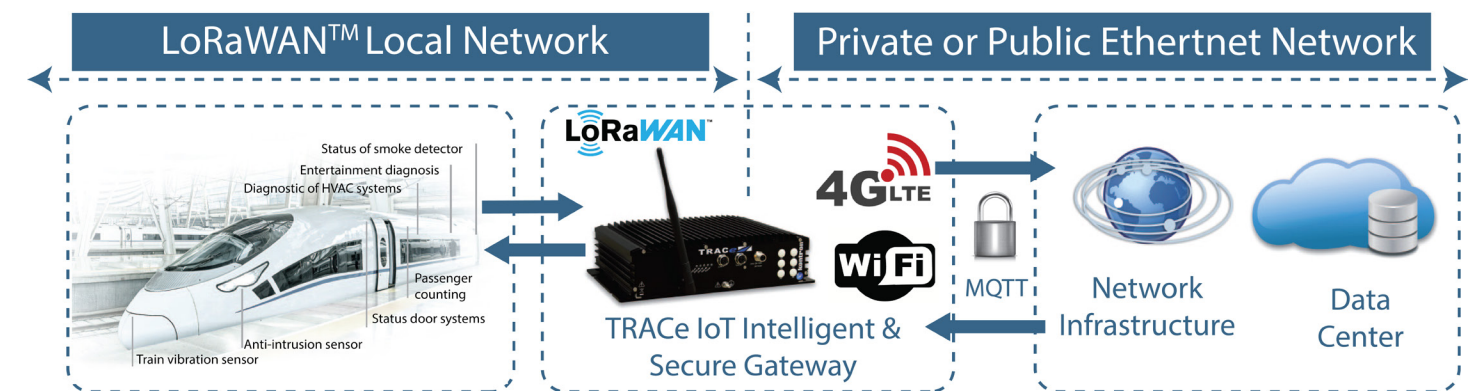 LoRaWAN™ Local Network
Private or Public Ethertnet Network
Status of smoke detector
Entertainment diagnosis
Diagnostic of HVAC systems
Passenger
counting
Status door systems
Anti-intrusion sensor
Train vibration sensor
LoRaWAN™
TRACe
4G LTE
WiFi
TRACe IoT Intelligent &
Secure Gateway
MQTT
Network
Infrastructure
Data
Center